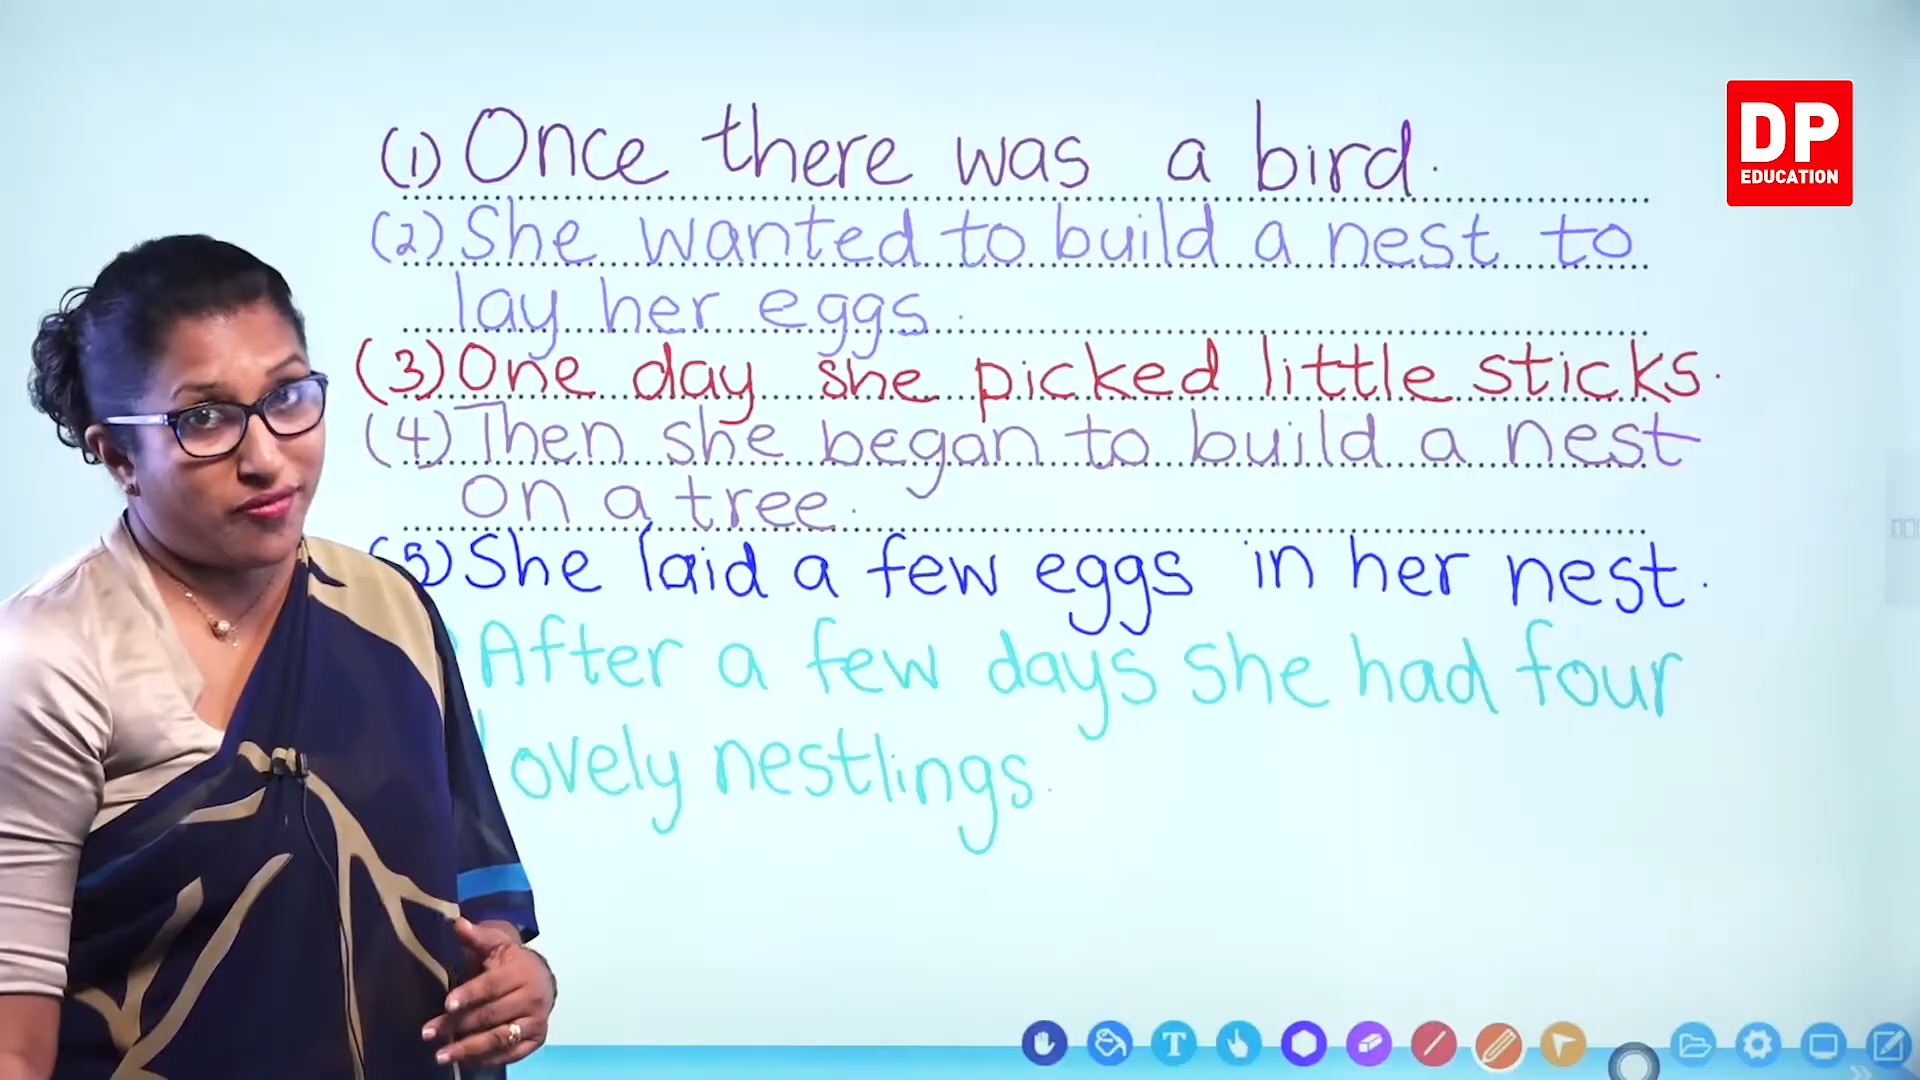 DP
EDUCATION
(1) Once there was a bird.
(2) She wanted to build a nest to
lay her eggs.
(3) One day she picked little sticks.
(4) Then she began to build a nest
on a tree.
(5) She laid a few eggs in her nest.
After a few days she had four
lovely nestlings.
T